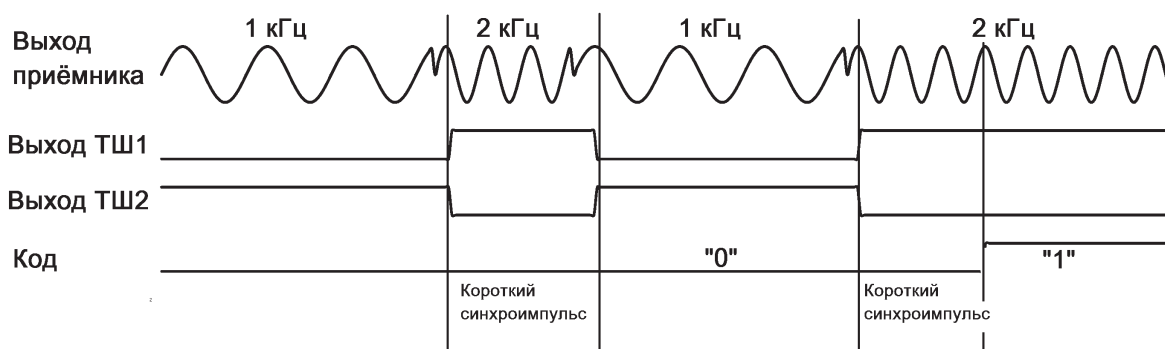 1 кГц
2 кГц
1 кГц
2 кГц
Выход
приёмника
Выход ТШ1
Выход ТШ2
Код
"0"
"1"
Короткий
синхроимпульс
Короткий
синхроимпульс